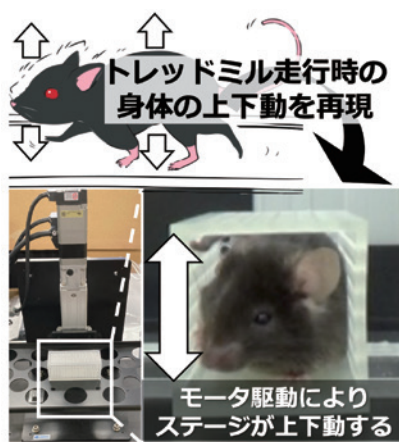 トレッドミル走行時の
身体の上下動を再現
モータ駆動により
ステージが上下動する